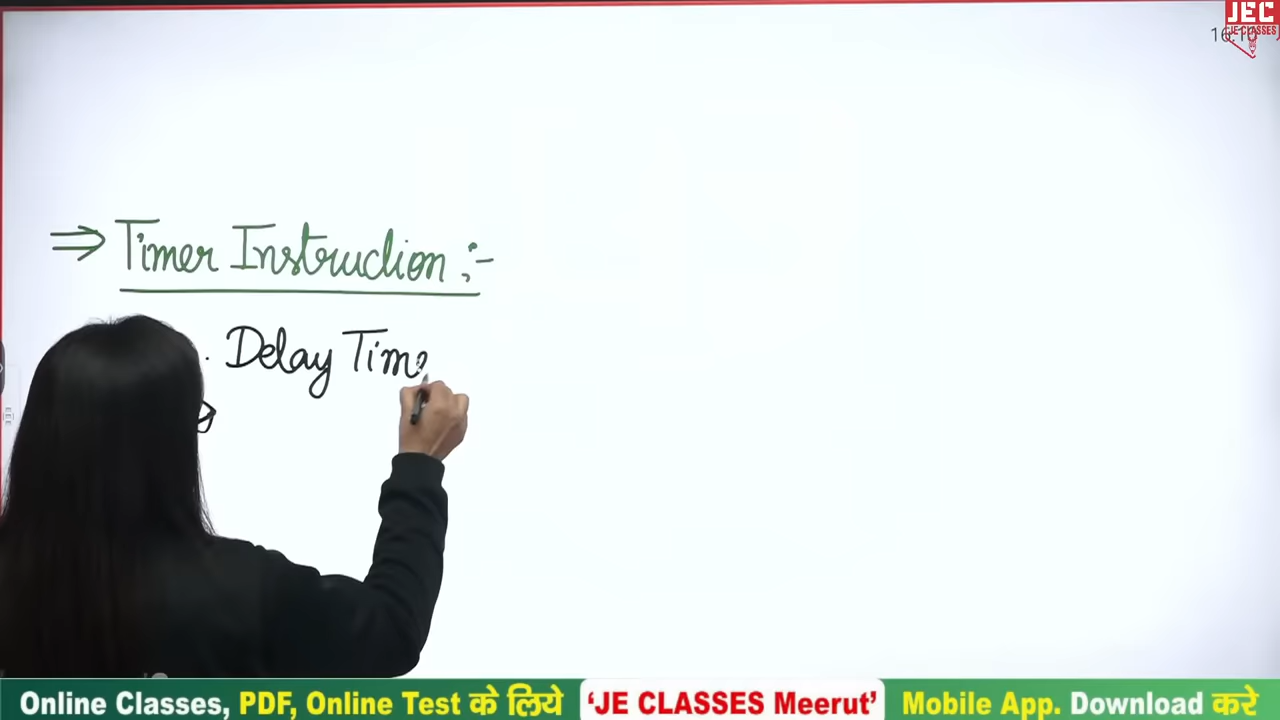 JEC
JE CLASSES
⇒ Timer Instruction :-
. Delay Time
Online Classes, PDF, Online Test के लिये 'JE CLASSES Meerut' Mobile App. Download करे